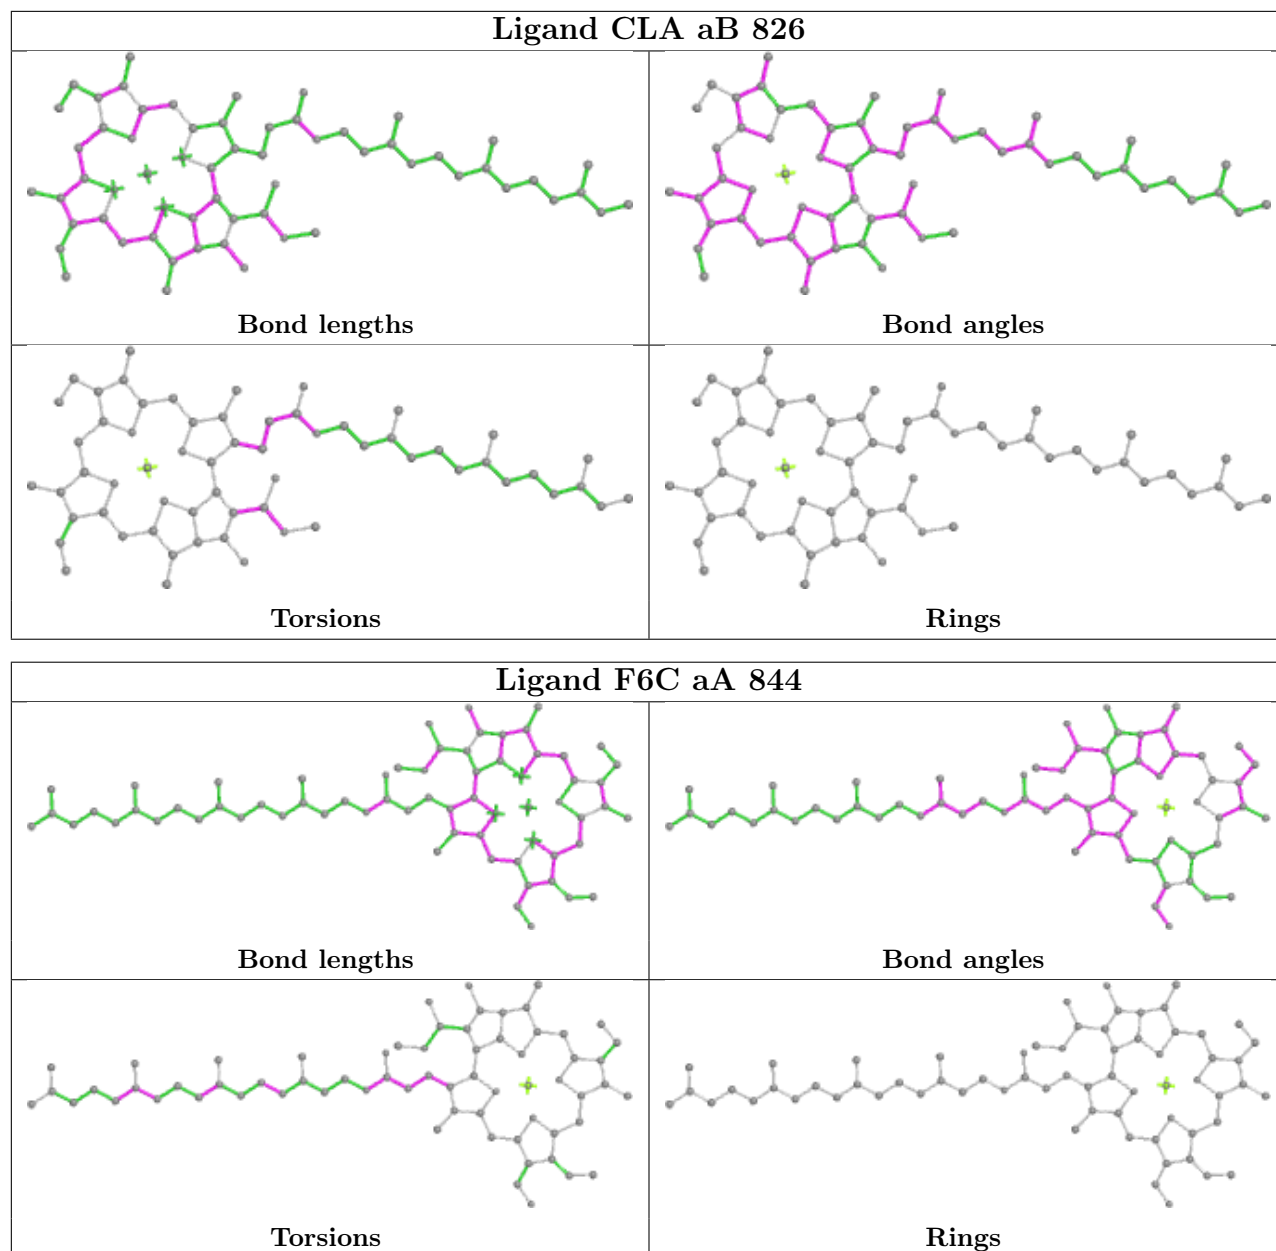 Ligand CLA aB 826
Bond lengths
Bond angles
Torsions
Rings
Ligand F6C aA 844
Bond lengths
Bond angles
Torsions
Rings